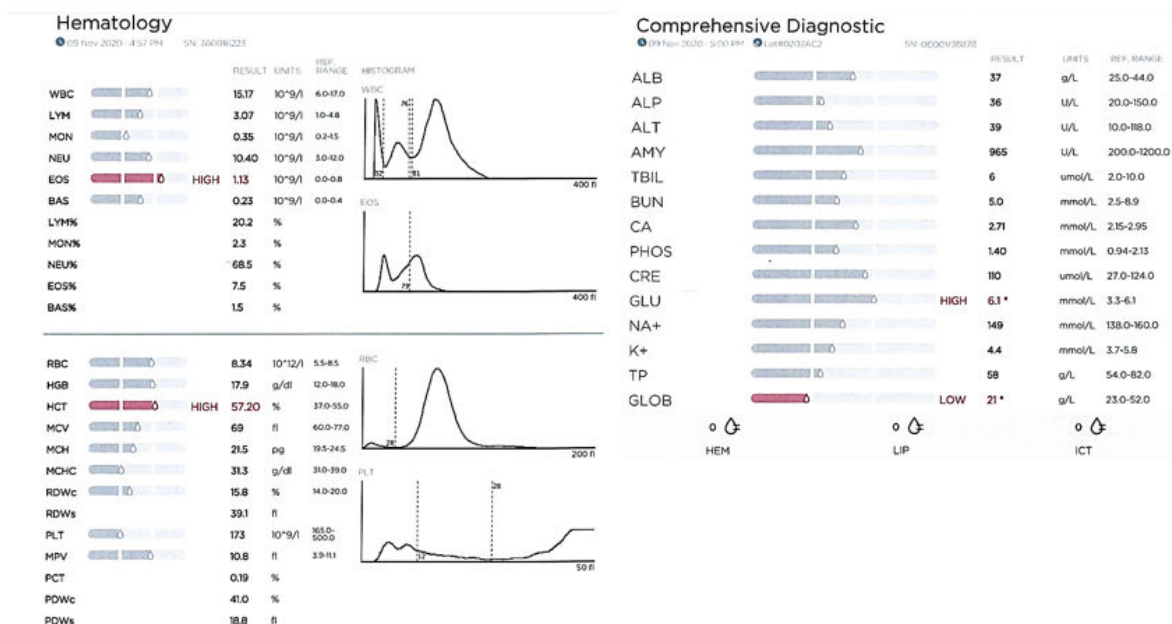 Hematology
09 Nov 2020 - 4:57 PM SN: 360016223
RESULT UNITS REF. RANGE HISTOGRAM
WBC 15.17 10^9/l 6.0-17.0
LYM 3.07 10^9/l 1.0-4.8
MON 0.35 10^9/l 0.2-1.5
NEU 10.40 10^9/l 3.0-12.0
EOS HIGH 1.13 10^9/l 0.0-0.8
BAS 0.23 10^9/l 0.0-0.4
LYM% 20.2 %
MON% 2.3 %
NEU% 68.5 %
EOS% 7.5 %
BAS% 1.5 %
WBC
76
32 91
400 fl
EOS
79
400 fl
RBC 8.34 10^12/l 5.5-8.5
HGB 17.9 g/dl 12.0-18.0
HCT HIGH 57.20 % 37.0-55.0
MCV 69 fl 60.0-77.0
MCH 21.5 pg 19.5-24.5
MCHC 31.3 g/dl 31.0-39.0
RDWc 15.8 % 14.0-20.0
RDWs 39.1 fl
PLT 173 10^9/l 165.0-500.0
MPV 10.8 fl 3.9-11.1
PCT 0.19 %
PDWc 41.0 %
PDWs 18.8 fl
RBC
28
200 fl
PLT
28
12
50 fl
Comprehensive Diagnostic
09 Nov 2020 - 5:00 PM Lot#0202AC2
RESULT UNITS REF. RANGE
ALB 37 g/L 25.0-44.0
ALP 36 U/L 20.0-150.0
ALT 39 U/L 10.0-118.0
AMY 965 U/L 200.0-1200.0
TBIL 6 umol/L 2.0-10.0
BUN 5.0 mmol/L 2.5-8.9
CA 2.71 mmol/L 2.15-2.95
PHOS 1.40 mmol/L 0.94-2.13
CRE 110 umol/L 27.0-124.0
GLU HIGH 6.1 * mmol/L 3.3-6.1
NA+ 149 mmol/L 138.0-160.0
K+ 4.4 mmol/L 3.7-5.8
TP 58 g/L 54.0-82.0
GLOB LOW 21 * g/L 23.0-52.0
0 0 0
HEM LIP ICT